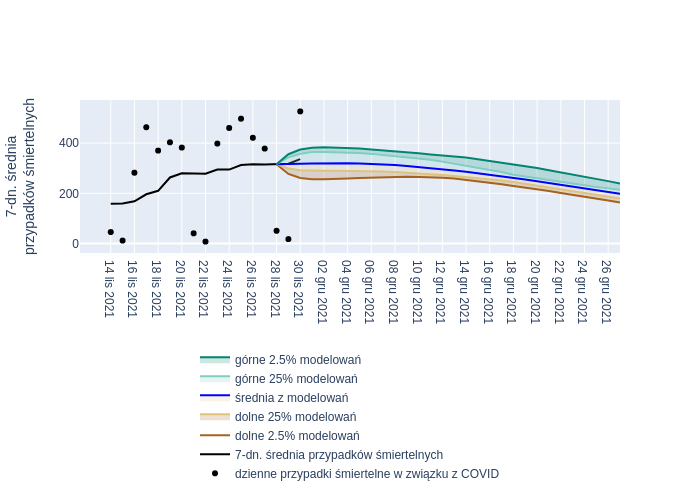 7-dn. średnia
przypadków śmiertelnych
400
200
0
14 lis 2021
16 lis 2021
18 lis 2021
20 lis 2021
22 lis 2021
24 lis 2021
26 lis 2021
28 lis 2021
30 lis 2021
02 gru 2021
04 gru 2021
06 gru 2021
08 gru 2021
10 gru 2021
12 gru 2021
14 gru 2021
16 gru 2021
18 gru 2021
20 gru 2021
22 gru 2021
24 gru 2021
26 gru 2021
górne 2.5% modelowań
górne 25% modelowań
średnia z modelowań
dolne 25% modelowań
dolne 2.5% modelowań
7-dn. średnia przypadków śmiertelnych
dzienne przypadki śmiertelne w związku z COVID